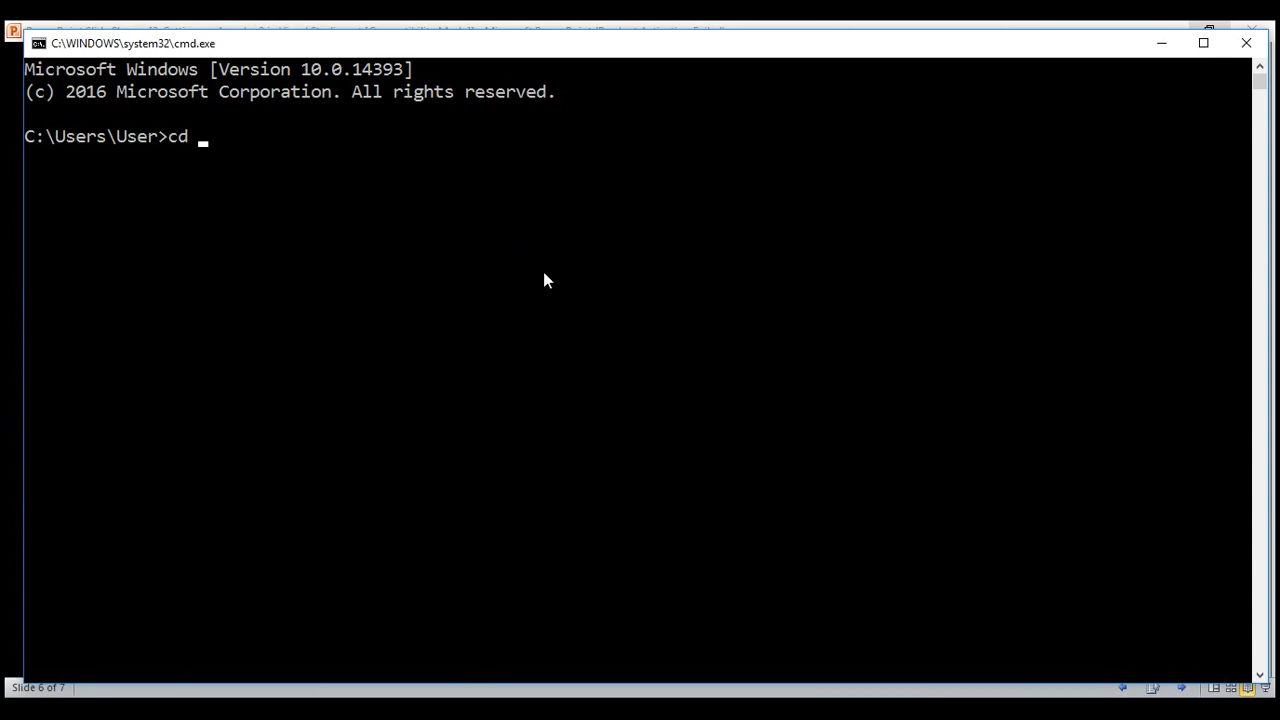 C:\WINDOWS\system32\cmd.exe
Microsoft Windows [Version 10.0.14393]
(c) 2016 Microsoft Corporation. All rights reserved.
C:\Users\User>cd
Slide 6 of 7